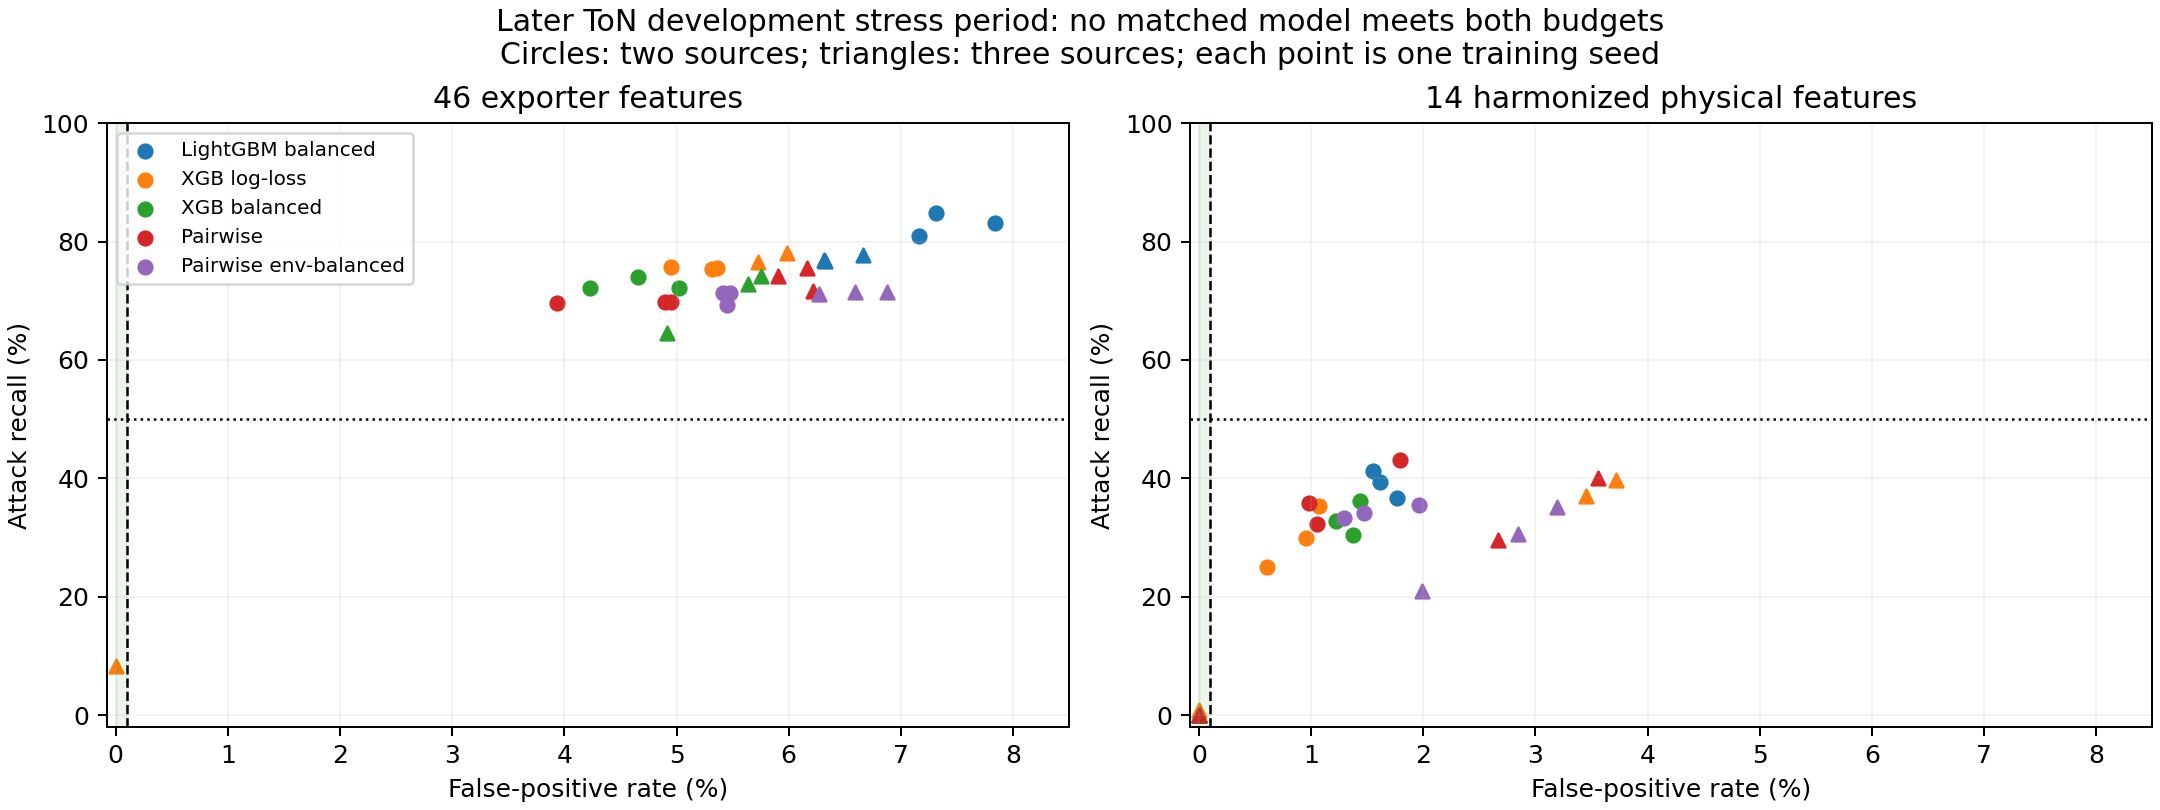 Later ToN development stress period: no matched model meets both budgets
Circles: two sources; triangles: three sources; each point is one training seed
46 exporter features
100
80
60
40
20
0
Attack recall (%)
LightGBM balanced
XGB log-loss
XGB balanced
Pairwise
Pairwise env-balanced
0 1 2 3 4 5 6 7 8
False-positive rate (%)
14 harmonized physical features
100
80
60
40
20
0
Attack recall (%)
0 1 2 3 4 5 6 7 8
False-positive rate (%)